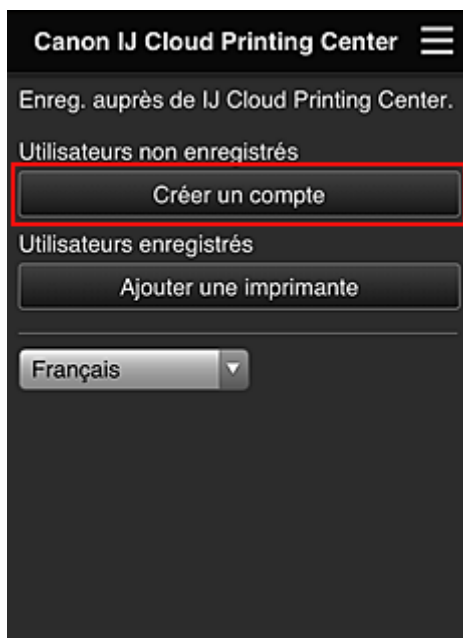 Canon IJ Cloud Printing Center
Enreg. auprès de IJ Cloud Printing Center.
Utilisateurs non enregistrés
Créer un compte
Utilisateurs enregistrés
Ajouter une imprimante
Français